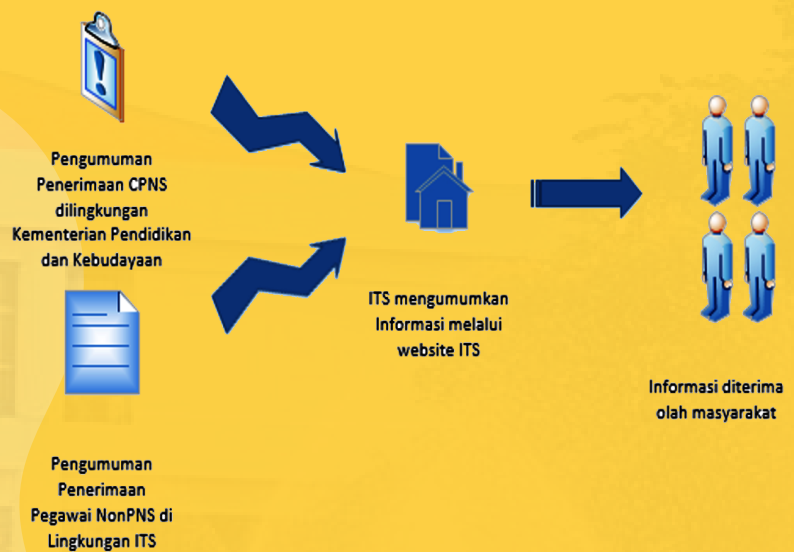 Pengumuman
Penerimaan CPNS
dilingkungan
Kementerian Pendidikan
dan Kebudayaan
Pengumuman
Penerimaan
Pegawai NonPNS di
Lingkungan ITS
ITS mengumumkan
Informasi melalui
website ITS
Informasi diterima
olah masyarakat